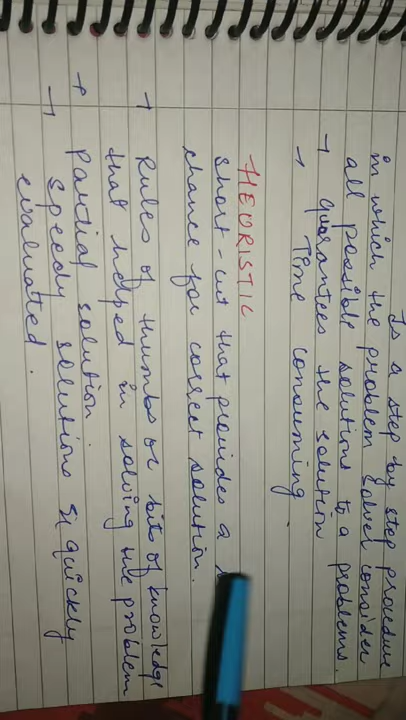 Is a step by step procedure
in which the problem solver consider
all possible solutions to a problems.
→ guarantees the solution
→ Time consuming.
HEURISTIC
Short-cut that provides a
chance for correct solution.
→ Rules of thumbs or bits of knowledge
that helped in solving the problem
→ Partial solution.
→ Speedy solutions & quickly
evaluated.